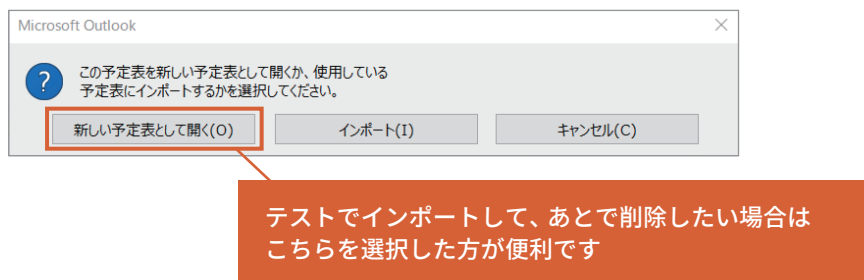 Microsoft Outlook
この予定表を新しい予定表として開くか、使用している
予定表にインポートするかを選択してください。
新しい予定表として開く(O)
インポート(I)
キャンセル(C)
テストでインポートして、あとで削除したい場合は
こちらを選択した方が便利です